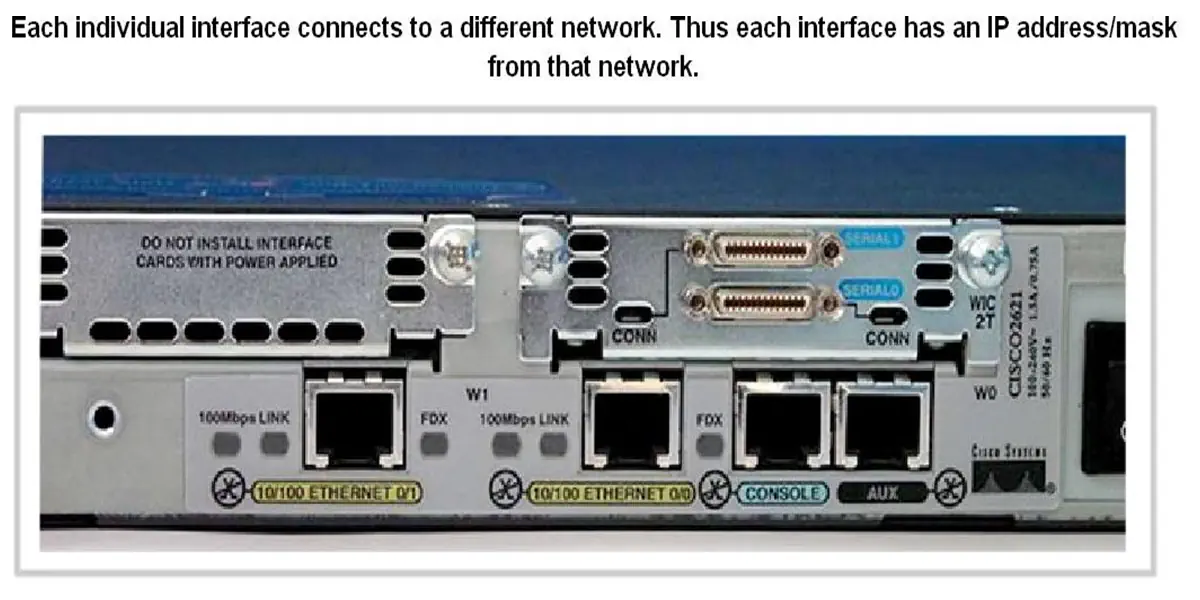 Each individual interface connects to a different network. Thus each interface has an IP address/mask
from that network.
DO NOT INSTALL INTERFACE
CARDS WITH POWER APPLIED
SERIAL1
SERIAL0
CONN
CONN
WIC
2T
CISCO2621
100-240V~ 1.5A/0.75A
50/60 Hz
W1
W0
100Mbps LINK
FDX
100Mbps LINK
FDX
CISCO SYSTEMS
10/100 ETHERNET 0/1
10/100 ETHERNET 0/0
CONSOLE
AUX